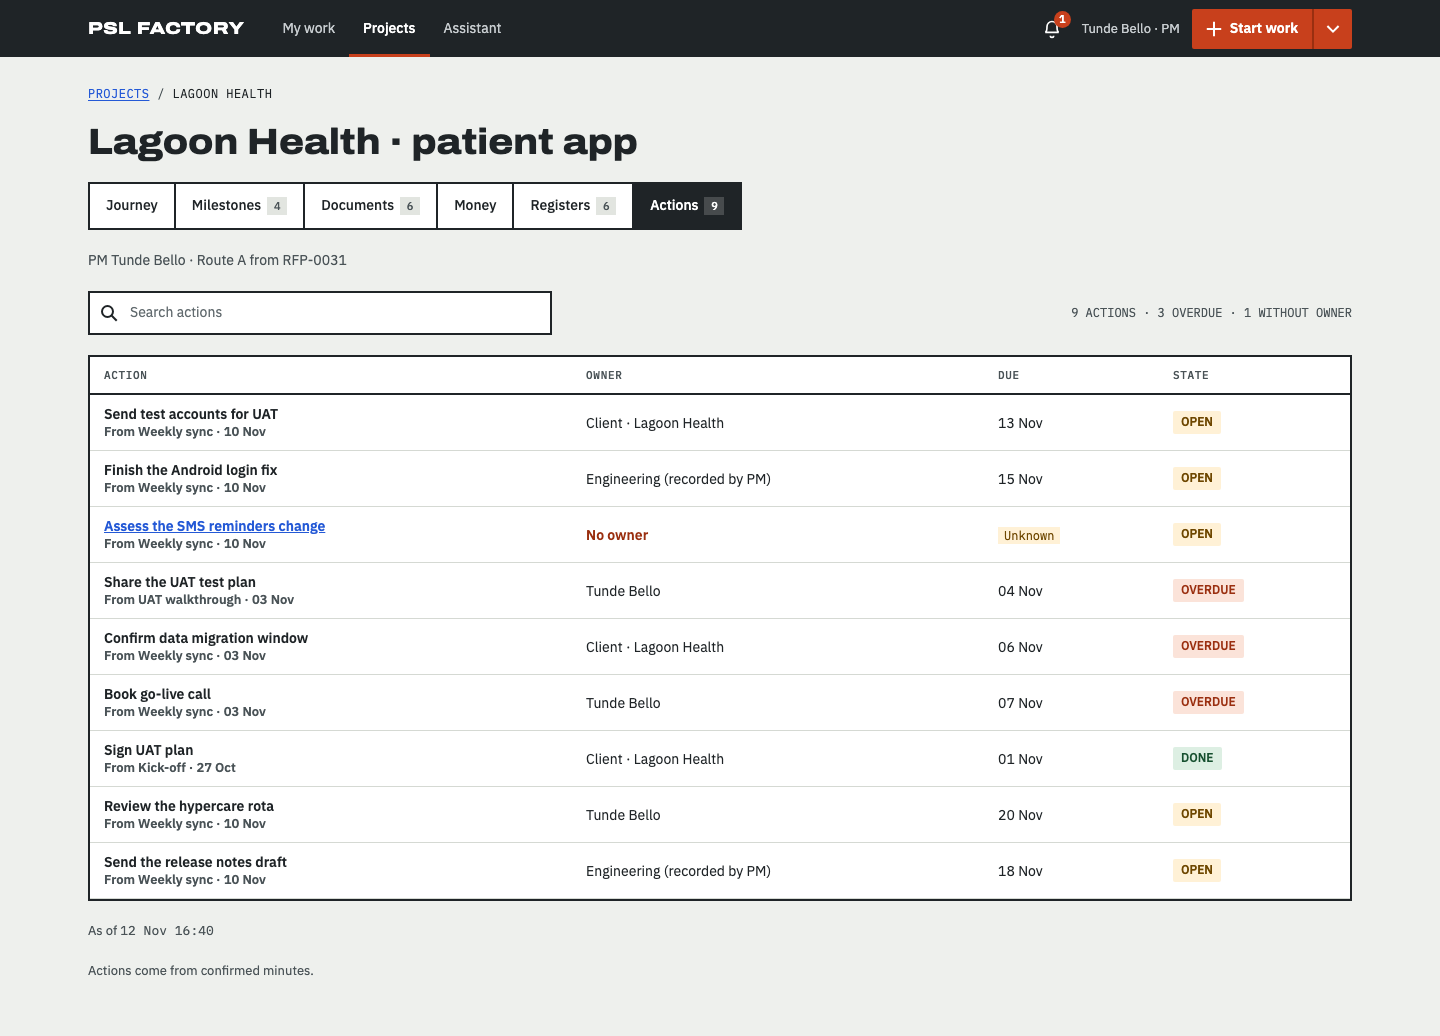 PSL FACTORY My work Projects Assistant 1 Tunde Bello · PM Start work
PROJECTS / LAGOON HEALTH
Lagoon Health · patient app
Journey Milestones 4 Documents 6 Money Registers 6 Actions 9
PM Tunde Bello · Route A from RFP-0031
Search actions 9 ACTIONS · 3 OVERDUE · 1 WITHOUT OWNER
ACTION OWNER DUE STATE
Send test accounts for UAT
From Weekly sync · 10 Nov
Client · Lagoon Health 13 Nov OPEN
Finish the Android login fix
From Weekly sync · 10 Nov
Engineering (recorded by PM) 15 Nov OPEN
Assess the SMS reminders change
From Weekly sync · 10 Nov
No owner Unknown OPEN
Share the UAT test plan
From UAT walkthrough · 03 Nov
Tunde Bello 04 Nov OVERDUE
Confirm data migration window
From Weekly sync · 03 Nov
Client · Lagoon Health 06 Nov OVERDUE
Book go-live call
From Weekly sync · 03 Nov
Tunde Bello 07 Nov OVERDUE
Sign UAT plan
From Kick-off · 27 Oct
Client · Lagoon Health 01 Nov DONE
Review the hypercare rota
From Weekly sync · 10 Nov
Tunde Bello 20 Nov OPEN
Send the release notes draft
From Weekly sync · 10 Nov
Engineering (recorded by PM) 18 Nov OPEN
As of 12 Nov 16:40
Actions come from confirmed minutes.